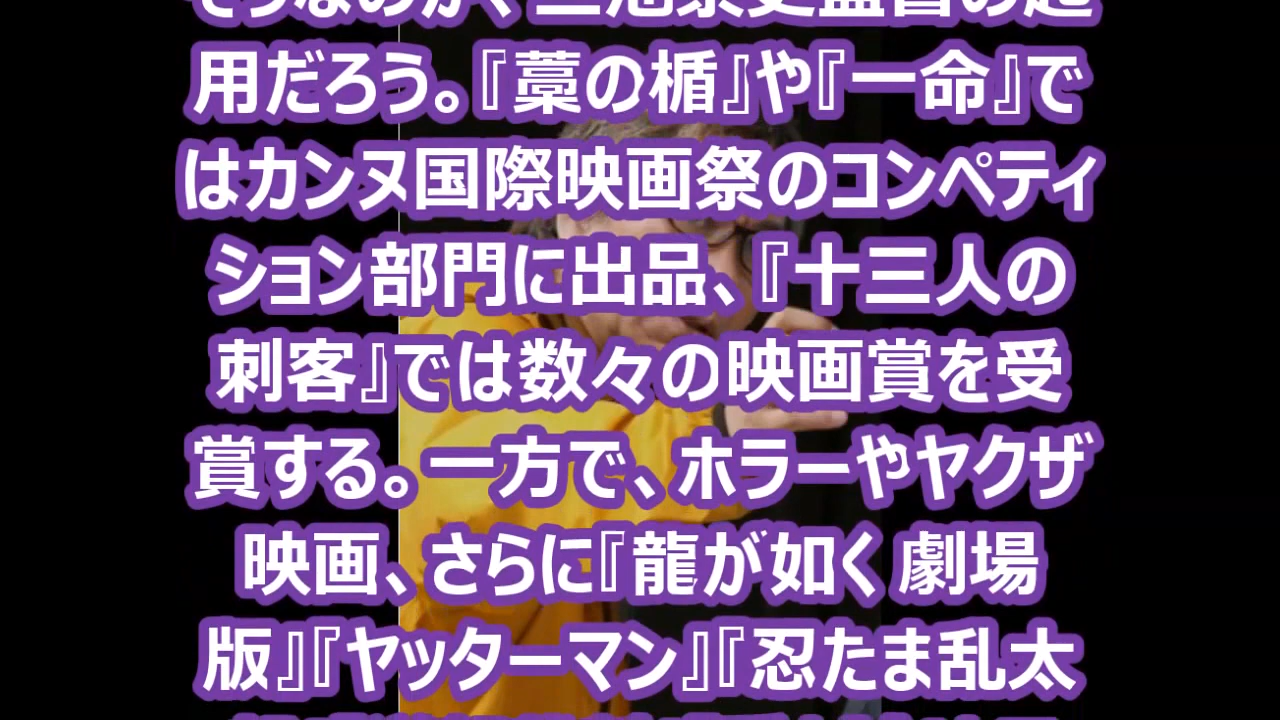 用だろう。『藁の楯』や『一命』で
はカンヌ国際映画祭のコンペティ
ション部門に出品、『十三人の
刺客』では数々の映画賞を受
賞する。一方で、ホラーやヤクザ
映画、さらに『龍が如く 劇場
版』『ヤッターマン』『忍たま乱太